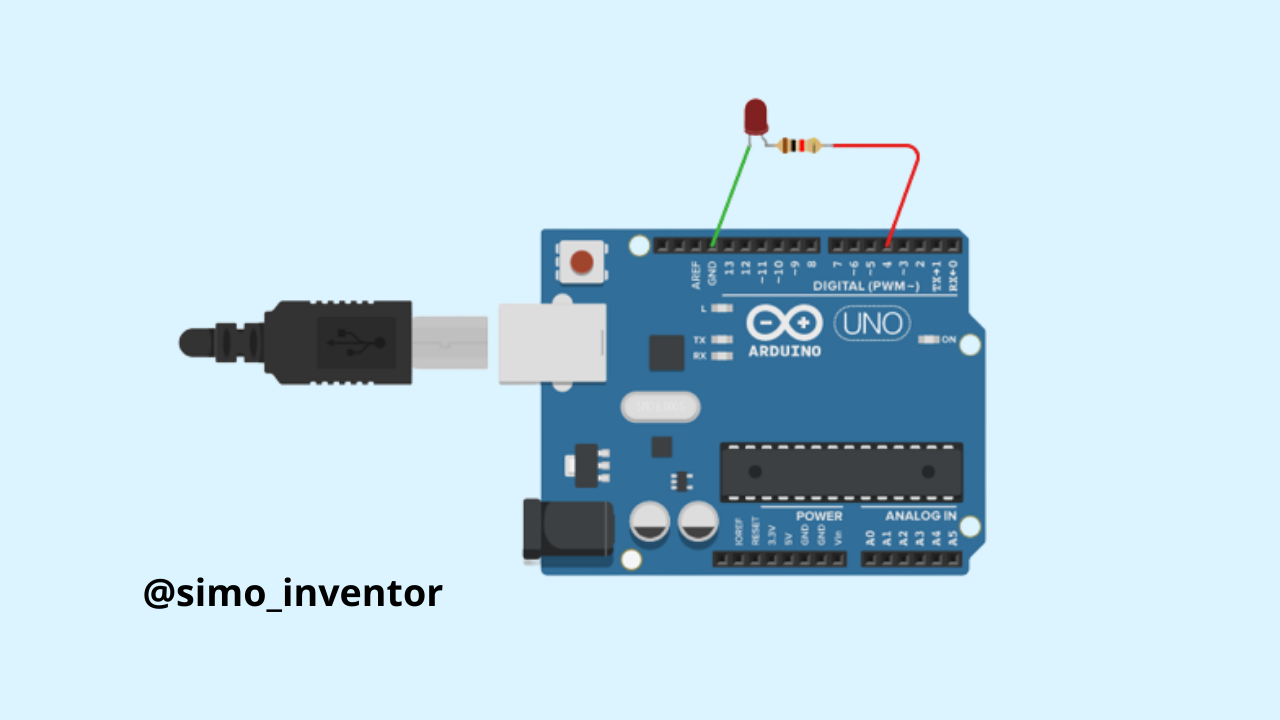 AREF
GND
13
12
~11
~10
~9
8
7
~6
~5
4
~3
2
TX→1
RX←0
DIGITAL (PWM~)
L
TX
RX
ARDUINO
UNO
ON
POWER
ANALOG IN
IOREF
RESET
3.3V
5V
GND
GND
Vin
A0
A1
A2
A3
A4
A5
@simo_inventor